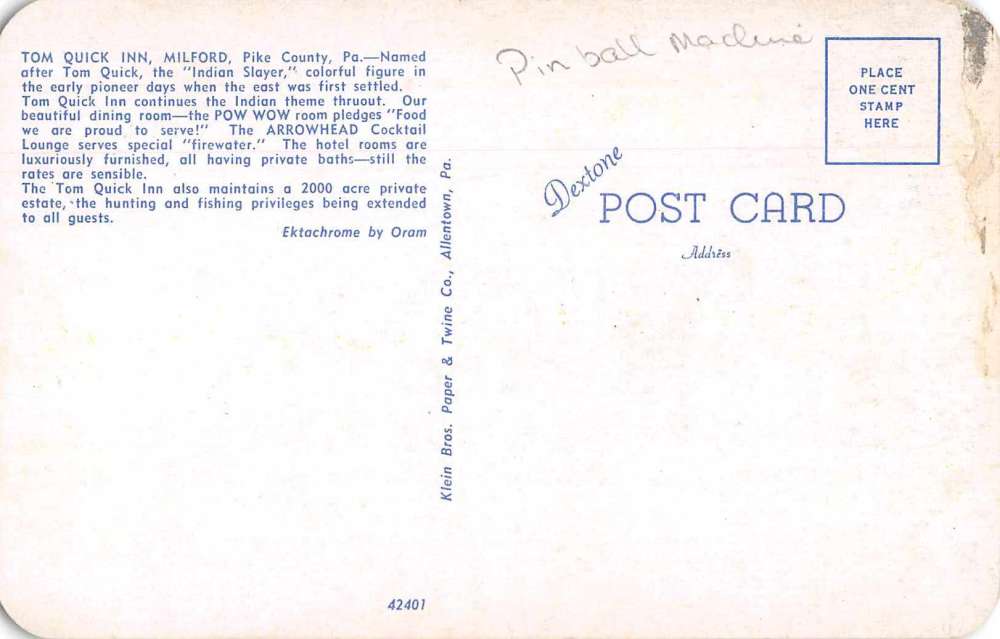 TOM QUICK INN, MILFORD, Pike County, Pa.—Named
after Tom Quick, the "Indian Slayer," colorful figure in
the early pioneer days when the east was first settled.
Tom Quick Inn continues the Indian theme thruout. Our
beautiful dining room—the POW WOW room pledges "Food
we are proud to serve!" The ARROWHEAD Cocktail
Lounge serves special "firewater." The hotel rooms are
luxuriously furnished, all having private baths—still the
rates are sensible.
The Tom Quick Inn also maintains a 2000 acre private
estate, the hunting and fishing privileges being extended
to all guests.
Ektachrome by Oram
Klein Bros. Paper & Twine Co., Allentown, Pa.
42401
Pin ball Machine
PLACE
ONE CENT
STAMP
HERE
Dextone
POST CARD
Address